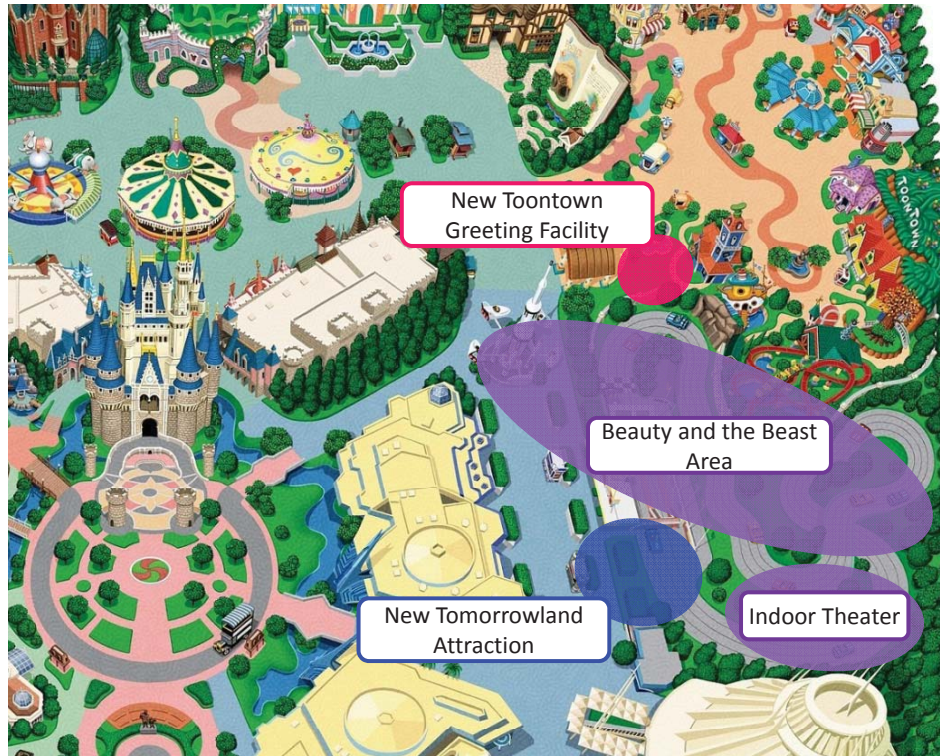 New Toontown
Greeting Facility
TOONTOWN
Beauty and the Beast
Area
New Tomorrowland
Attraction
Indoor Theater